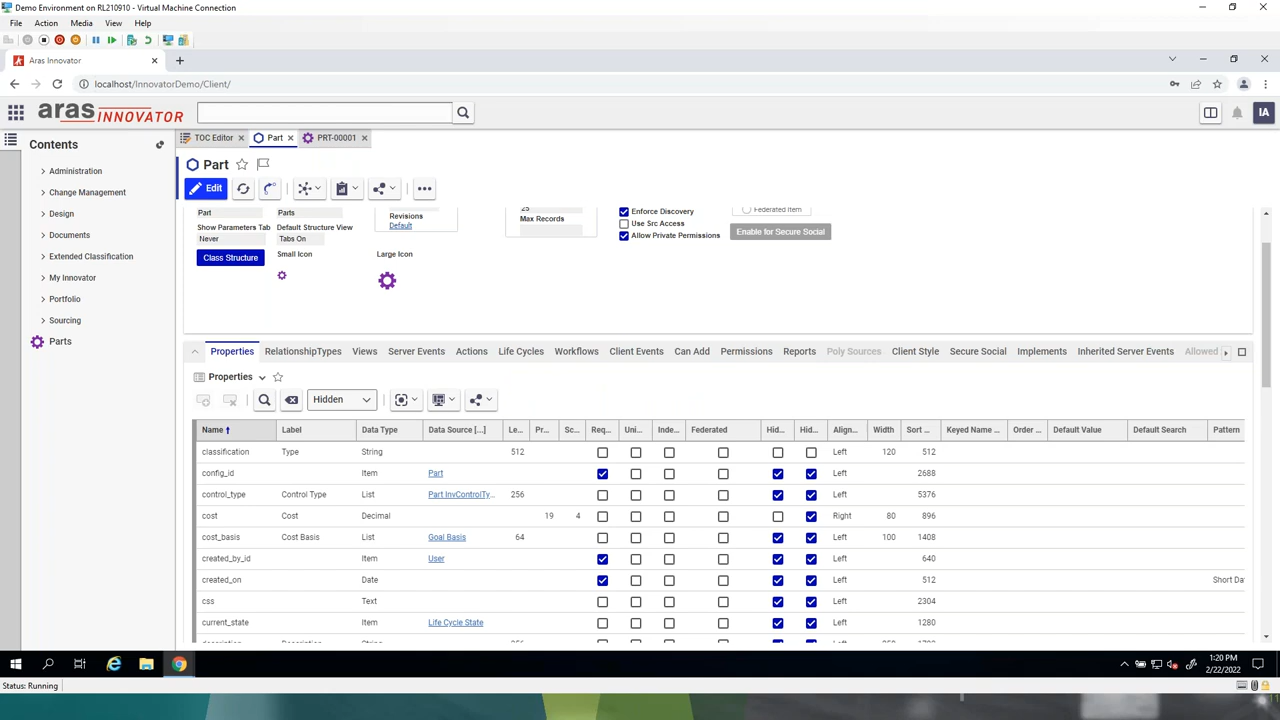 Demo Environment on RL210910 - Virtual Machine Connection
File Action Media View Help
Aras Innovator
localhost/InnovatorDemo/Client/
aras INNOVATOR
IA
Contents
Administration
Change Management
Design
Documents
Extended Classification
My Innovator
Portfolio
Sourcing
Parts
TOC Editor Part PRT-00001
Part
Edit
Part Parts
Show Parameters Tab Default Structure View
Never Tabs On
Class Structure
Small Icon Large Icon
Revisions
Default
25
Max Records
Enforce Discovery
Use Src Access
Allow Private Permissions
Federated Item
Enable for Secure Social
Properties RelationshipTypes Views Server Events Actions Life Cycles Workflows Client Events Can Add Permissions Reports Poly Sources Client Style Secure Social Implements Inherited Server Events Allowed
Properties
Hidden
Name Label Data Type Data Source [...] Le... Pr... Sc... Req... Uni... Inde... Federated Hid... Hid... Align... Width Sort ... Keyed Name ... Order ... Default Value Default Search Pattern
classification Type String 512 Left 120 512
config_id Item Part Left 2688
control_type Control Type List Part InvControlTy... 256 Left 5376
cost Cost Decimal 19 4 Right 80 896
cost_basis Cost Basis List Goal Basis 64 Left 100 1408
created_by_id Item User Left 640
created_on Date Left 512 Short Da
css Text Left 2304
current_state Item Life Cycle State Left 1280
1:20 PM
2/22/2022
Status: Running